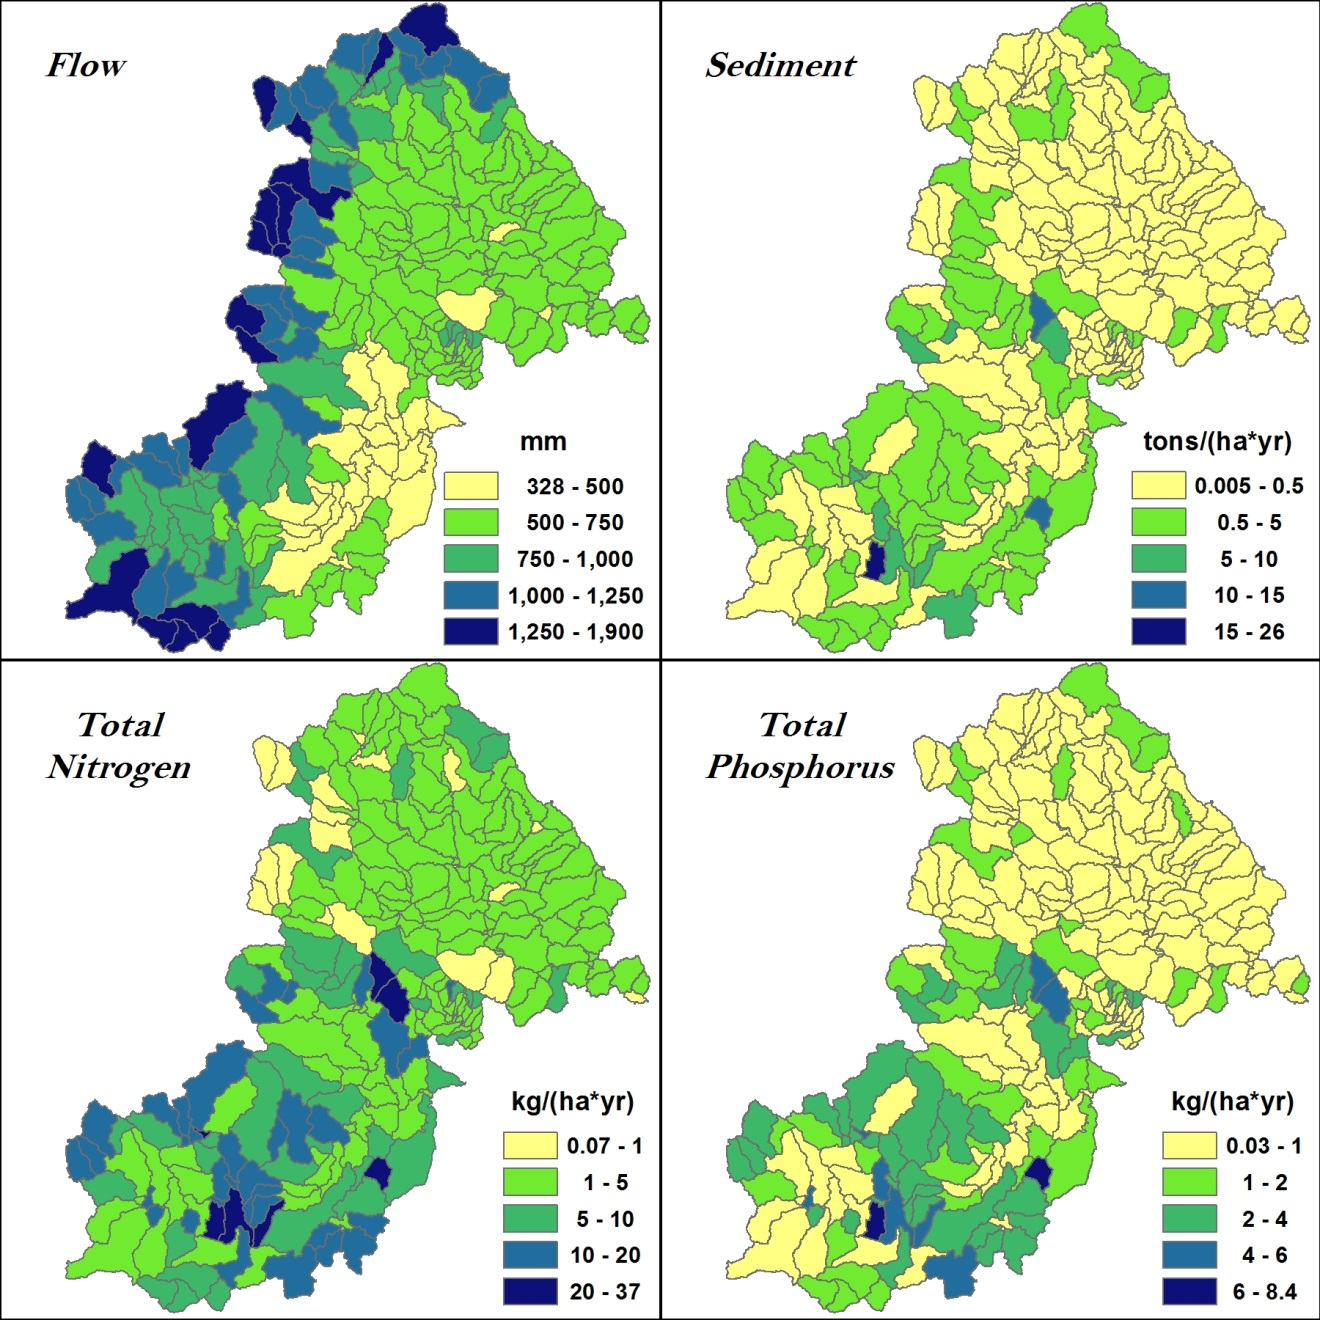 Flow
mm
328 - 500
500 - 750
750 - 1,000
1,000 - 1,250
1,250 - 1,900
Sediment
tons/(ha*yr)
0.005 - 0.5
0.5 - 5
5 - 10
10 - 15
15 - 26
Total
Nitrogen
kg/(ha*yr)
0.07 - 1
1 - 5
5 - 10
10 - 20
20 - 37
Total
Phosphorus
kg/(ha*yr)
0.03 - 1
1 - 2
2 - 4
4 - 6
6 - 8.4